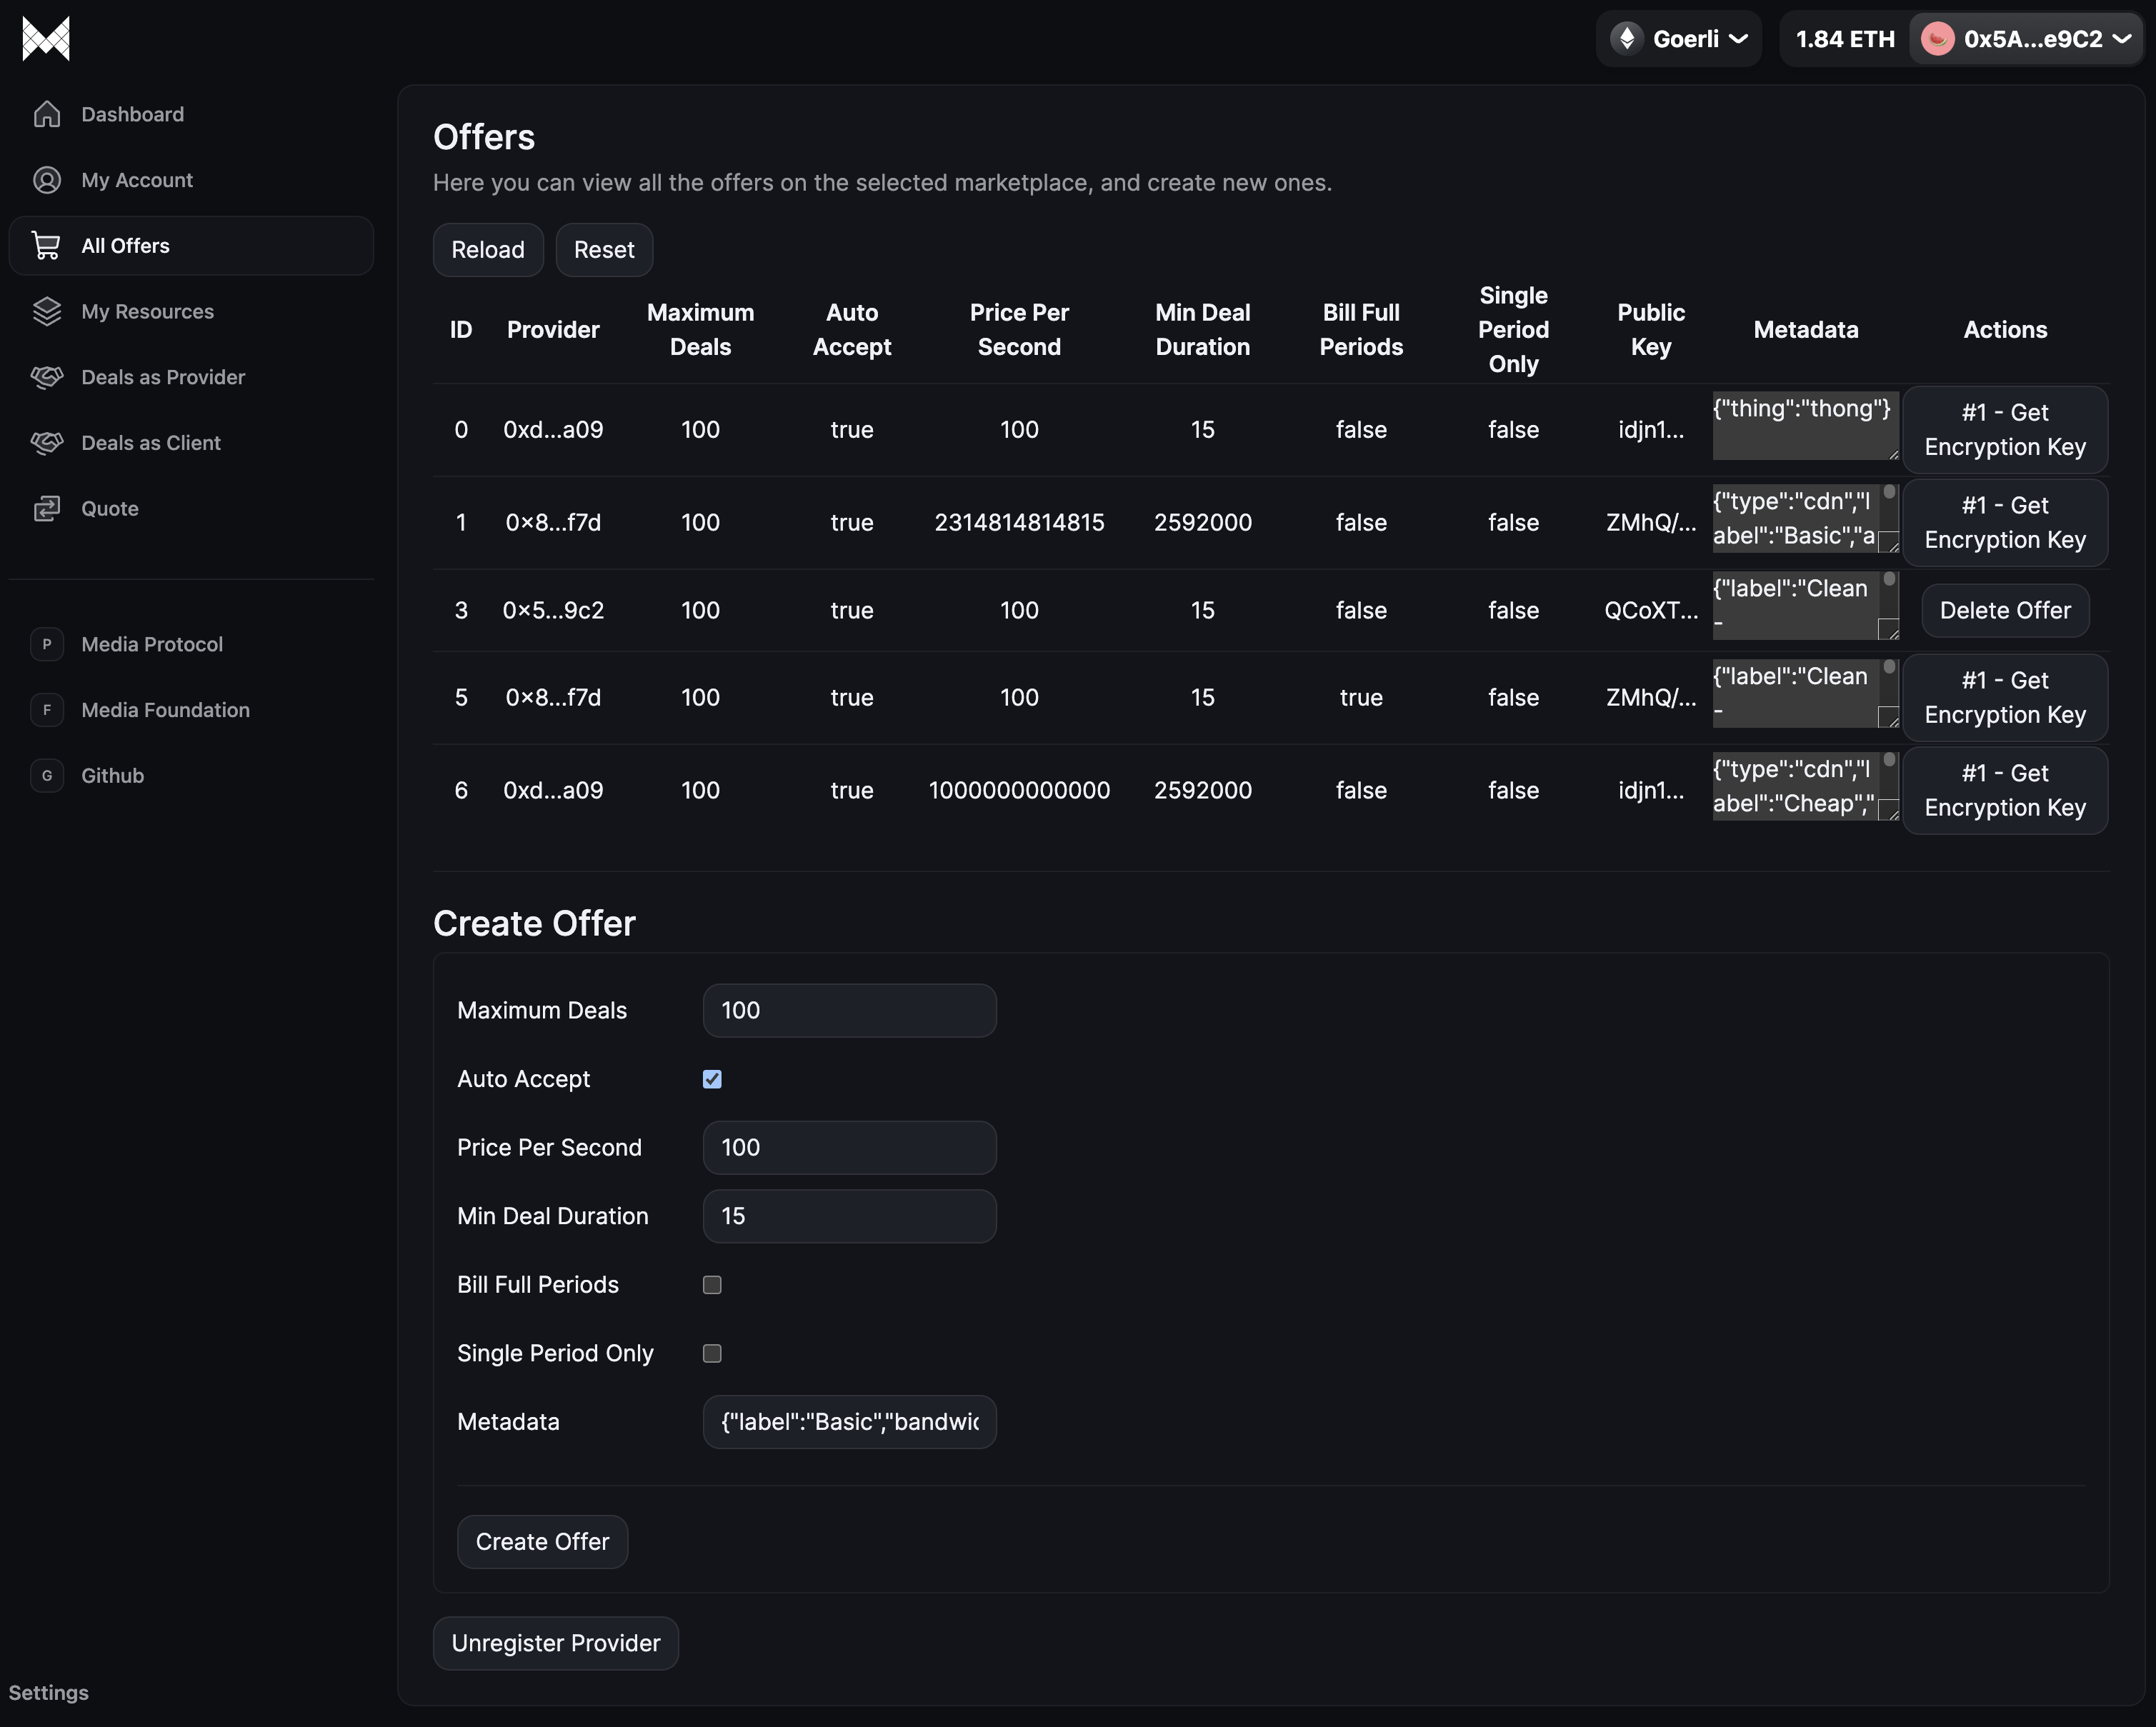 Goerli
1.84 ETH
0x5A...e9C2
Dashboard
My Account
All Offers
My Resources
Deals as Provider
Deals as Client
Quote
P Media Protocol
F Media Foundation
G Github
Settings
Offers
Here you can view all the offers on the selected marketplace, and create new ones.
Reload Reset
ID Provider Maximum Deals Auto Accept Price Per Second Min Deal Duration Bill Full Periods Single Period Only Public Key Metadata Actions
0 0xd...a09 100 true 100 15 false false idjn1... {"thing":"thong"} #1 - Get Encryption Key
1 0×8...f7d 100 true 2314814814815 2592000 false false ZMhQ/... {"type":"cdn","label":"Basic","a #1 - Get Encryption Key
3 0×5...9c2 100 true 100 15 false false QCoXT... {"label":"Clean- Delete Offer
5 0×8...f7d 100 true 100 15 true false ZMhQ/... {"label":"Clean- #1 - Get Encryption Key
6 0xd...a09 100 true 1000000000000 2592000 false false idjn1... {"type":"cdn","label":"Cheap"," #1 - Get Encryption Key
Create Offer
Maximum Deals 100
Auto Accept
Price Per Second 100
Min Deal Duration 15
Bill Full Periods
Single Period Only
Metadata {"label":"Basic","bandwic
Create Offer
Unregister Provider